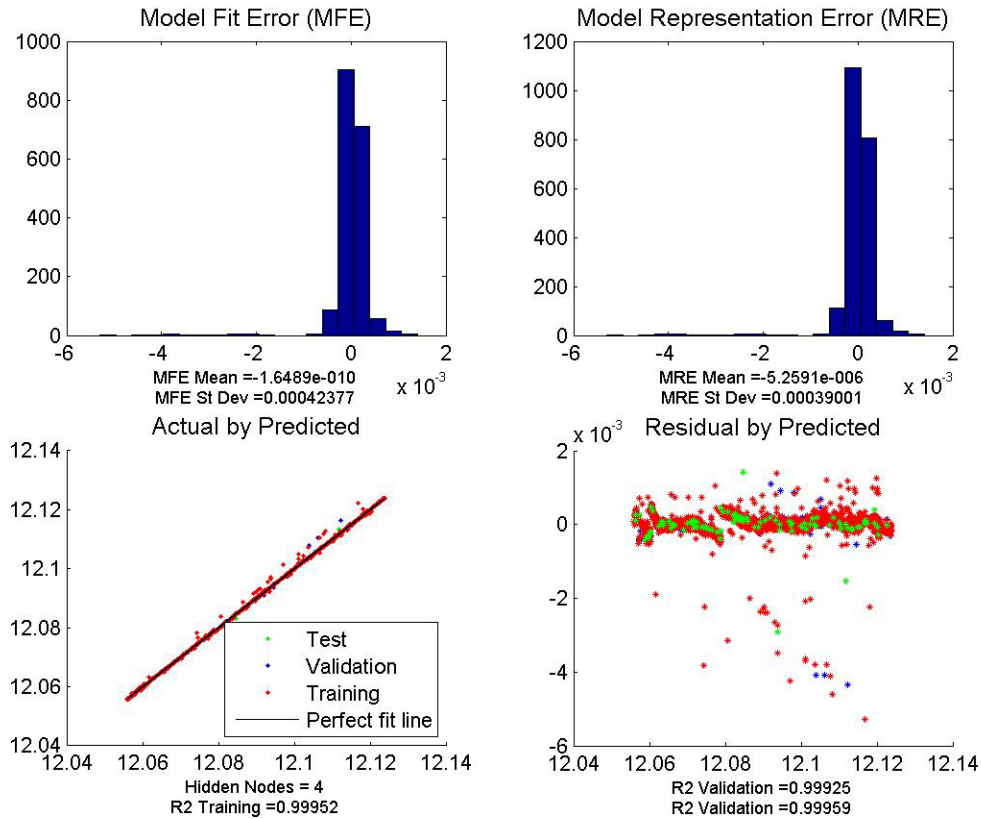 Model Fit Error (MFE)
1000
800
600
400
200
0
-6 -4 -2 0 2
x 10^-3
MFE Mean =-1.6489e-010
MFE St Dev =0.00042377
Model Representation Error (MRE)
1200
1000
800
600
400
200
0
-6 -4 -2 0 2
x 10^-3
MRE Mean =-5.2591e-006
MRE St Dev =0.00039001
Actual by Predicted
12.14
12.12
12.1
12.08
12.06
12.04
12.04 12.06 12.08 12.1 12.12 12.14
Test
Validation
Training
Perfect fit line
Hidden Nodes = 4
R2 Training =0.99952
x 10^-3
Residual by Predicted
2
0
-2
-4
-6
12.04 12.06 12.08 12.1 12.12 12.14
R2 Validation =0.99925
R2 Validation =0.99959